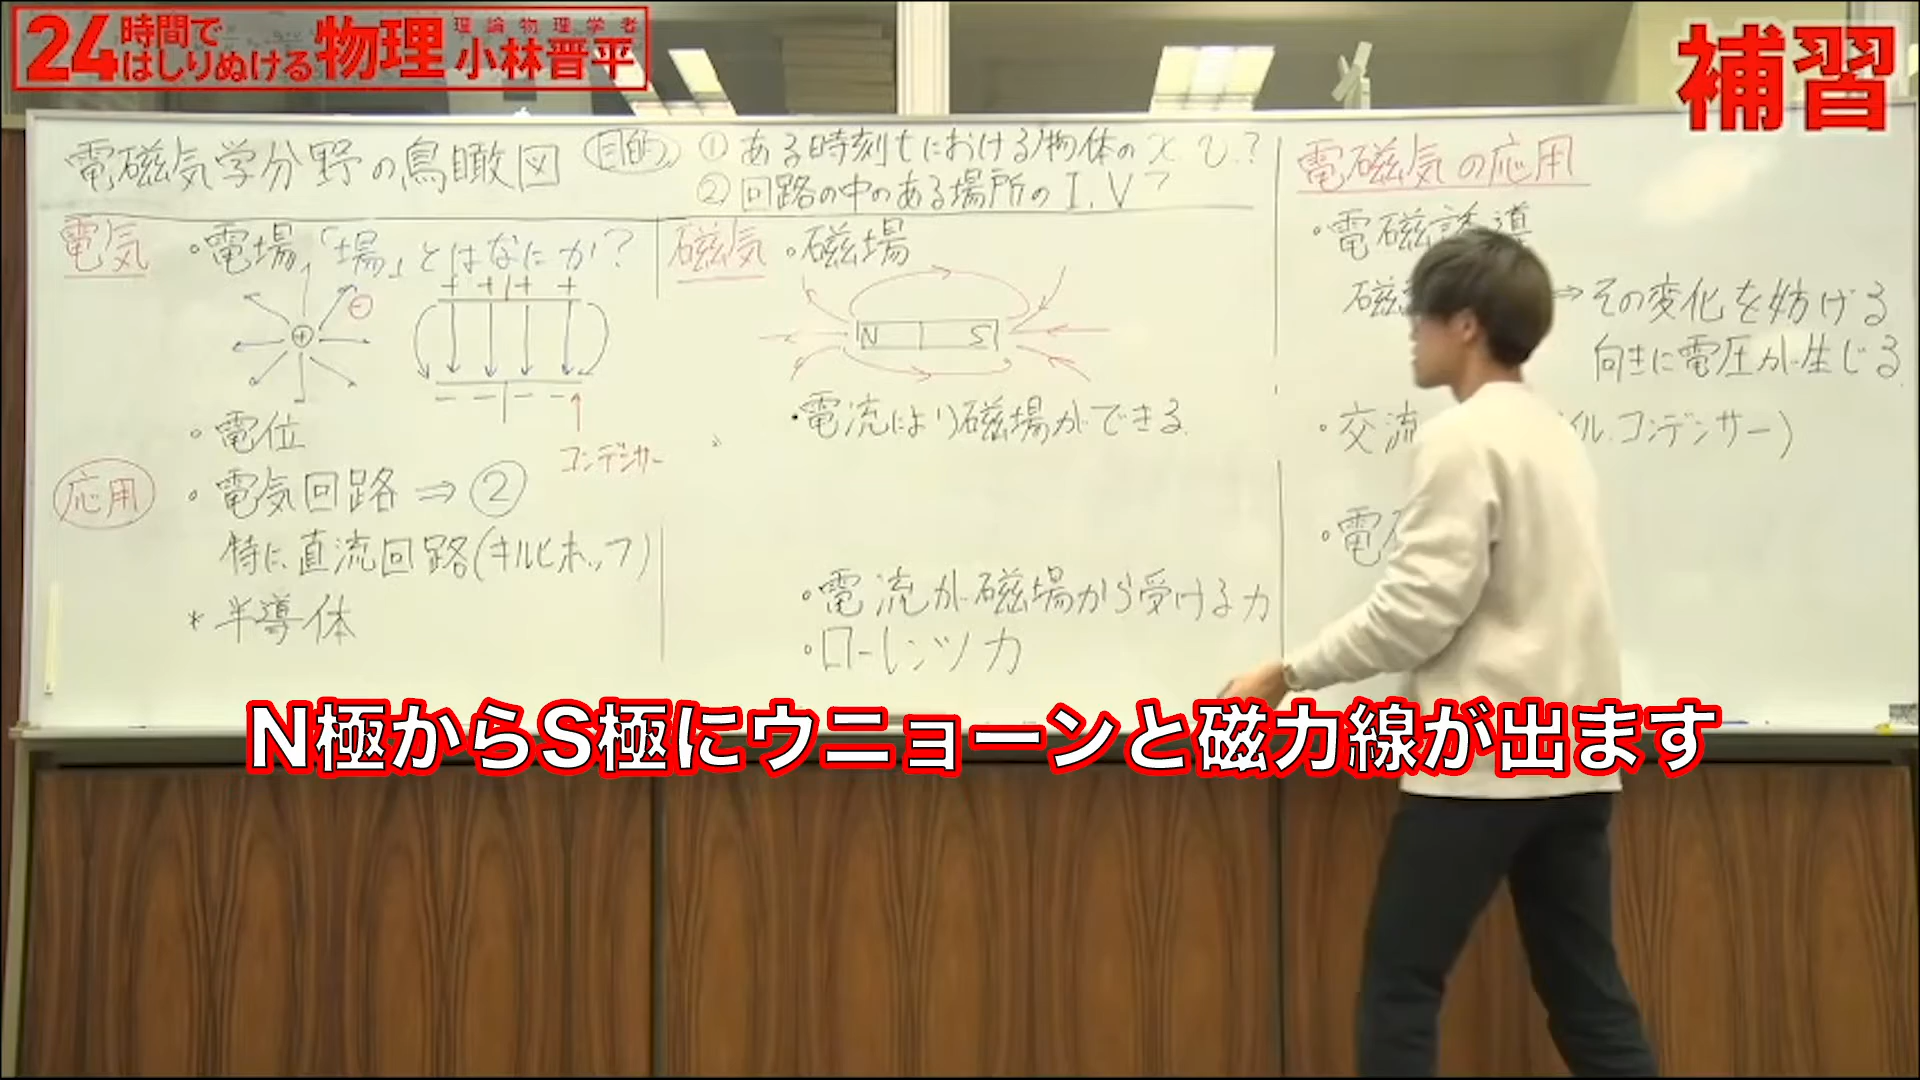 24時間ではしりぬける物理 理論物理学者 小林晋平
補習
電磁気学分野の鳥瞰図
目的
① ある時刻tにおける物体の x, v.?
② 回路の中のある場所の I, V?
電気
・電場「場」とはなにか?
+ + + +
⊖
+
- - - -
コンデンサー
・電位
応用
・電気回路 ⇒ ②
特に直流回路(キルヒホッフ)
* 半導体
磁気
・磁場
N S
・電流により磁場ができる
・電流が磁場から受ける力
・ローレンツ力
電磁気の応用
・電磁誘導
磁 ⇒ その変化を妨げる
向きに電圧が生じる
・交流 イル.コンデンサー)
・電
N極からS極にウニョーンと磁力線が出ます